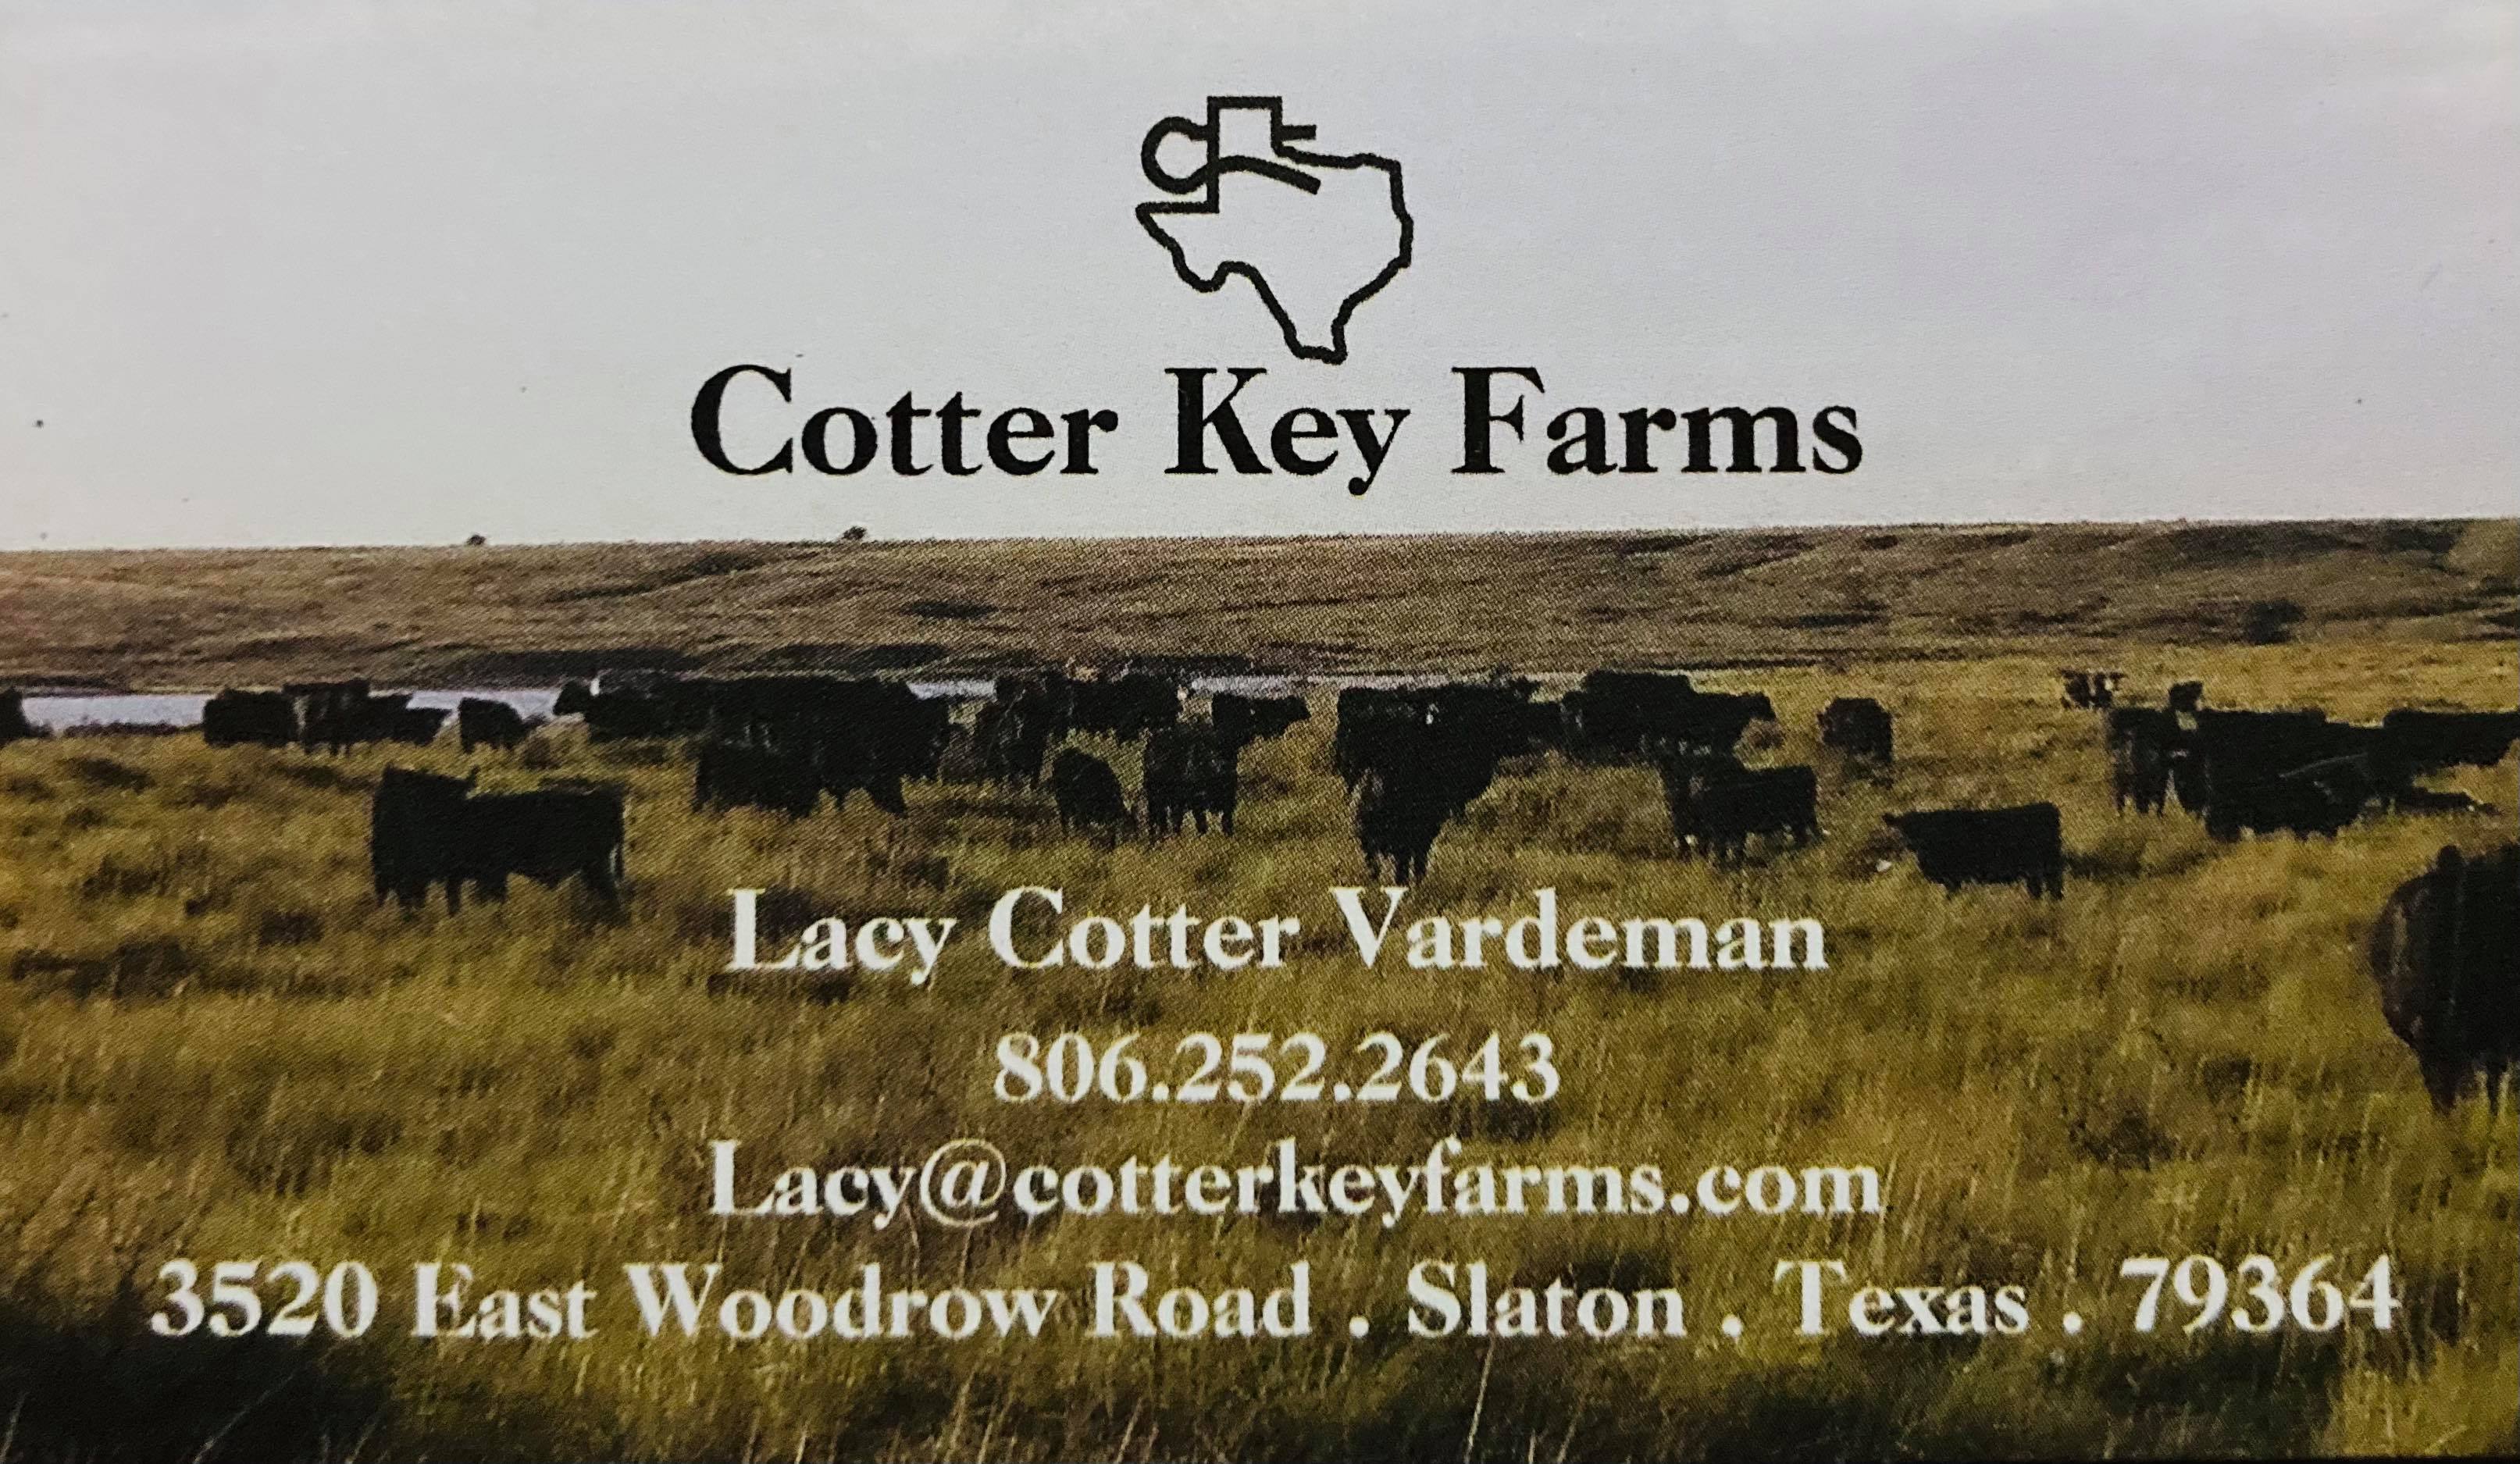 Cotter Key Farms
Lacy Cotter Vardeman
806.252.2643
Lacy@cotterkeyfarms.com
3520 East Woodrow Road . Slaton . Texas . 79364